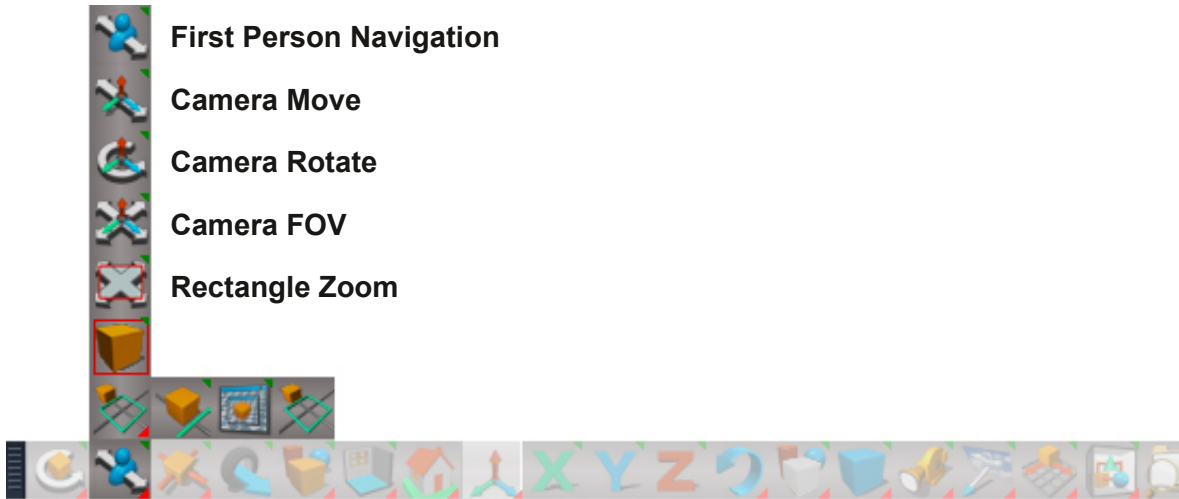 First Person Navigation
Camera Move
Camera Rotate
Camera FOV
Rectangle Zoom
X Y Z